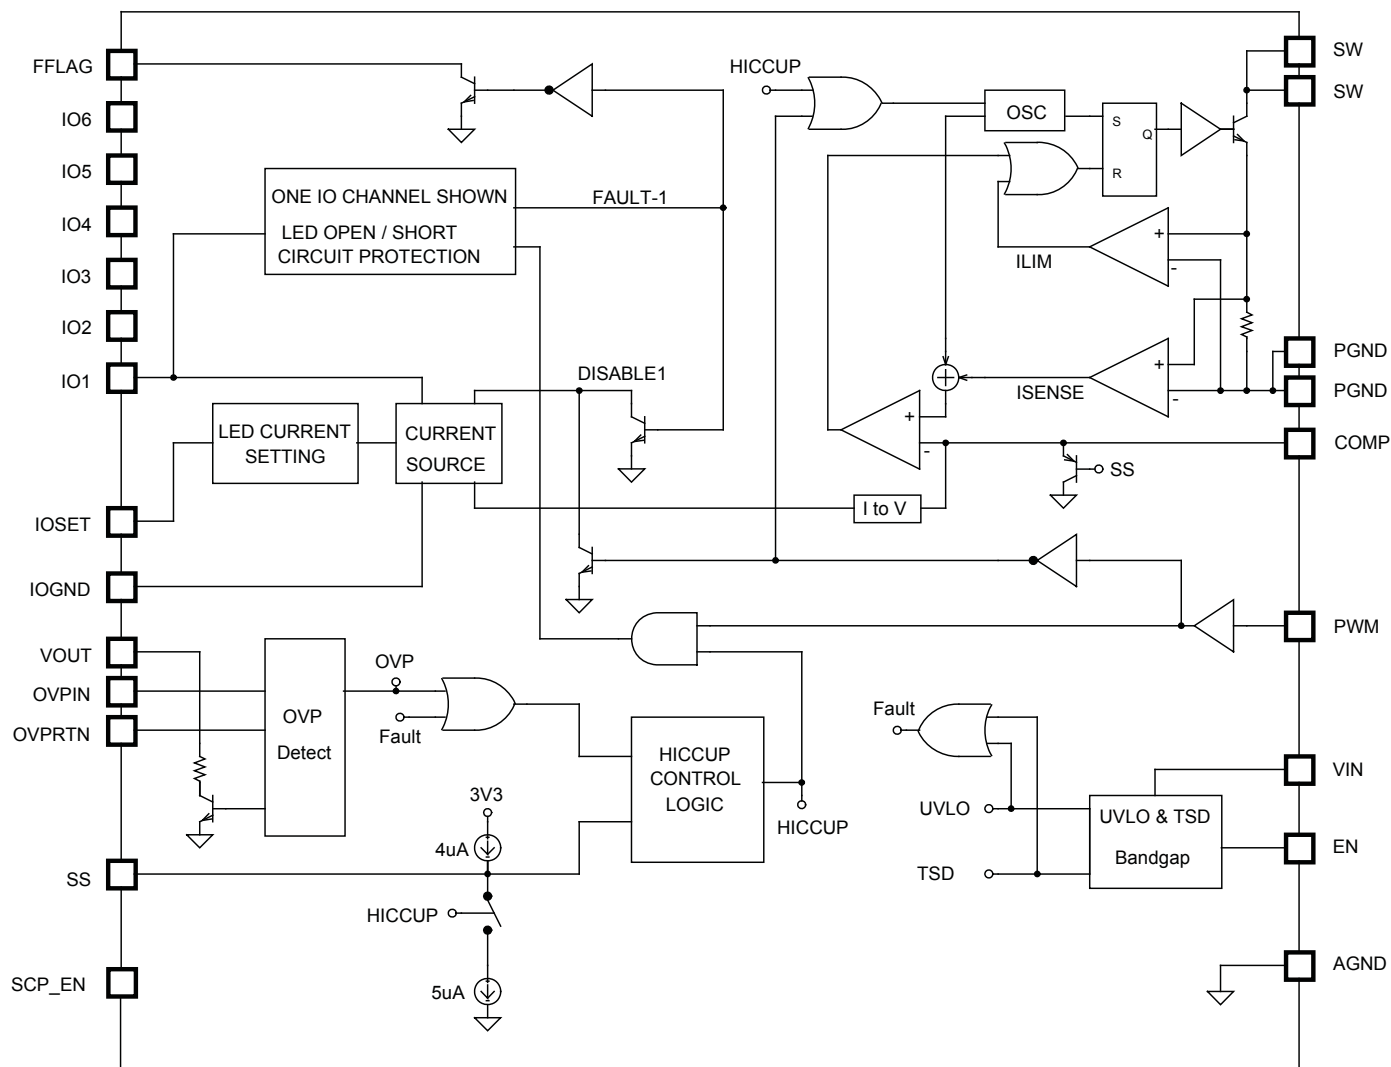 FFLAG
IO6
IO5
IO4
IO3
IO2
IO1
IOSET
IOGND
VOUT
OVPIN
OVPRTN
SS
SCP_EN
ONE IO CHANNEL SHOWN
LED OPEN / SHORT
CIRCUIT PROTECTION
FAULT-1
DISABLE1
LED CURRENT
SETTING
CURRENT
SOURCE
I to V
HICCUP
OSC
S
Q
R
+
-
ILIM
+
-
ISENSE
+
-
SS
OVP
Detect
OVP
Fault
HICCUP
CONTROL
LOGIC
HICCUP
3V3
4uA
HICCUP
5uA
Fault
UVLO
TSD
UVLO & TSD
Bandgap
SW
SW
PGND
PGND
COMP
PWM
VIN
EN
AGND